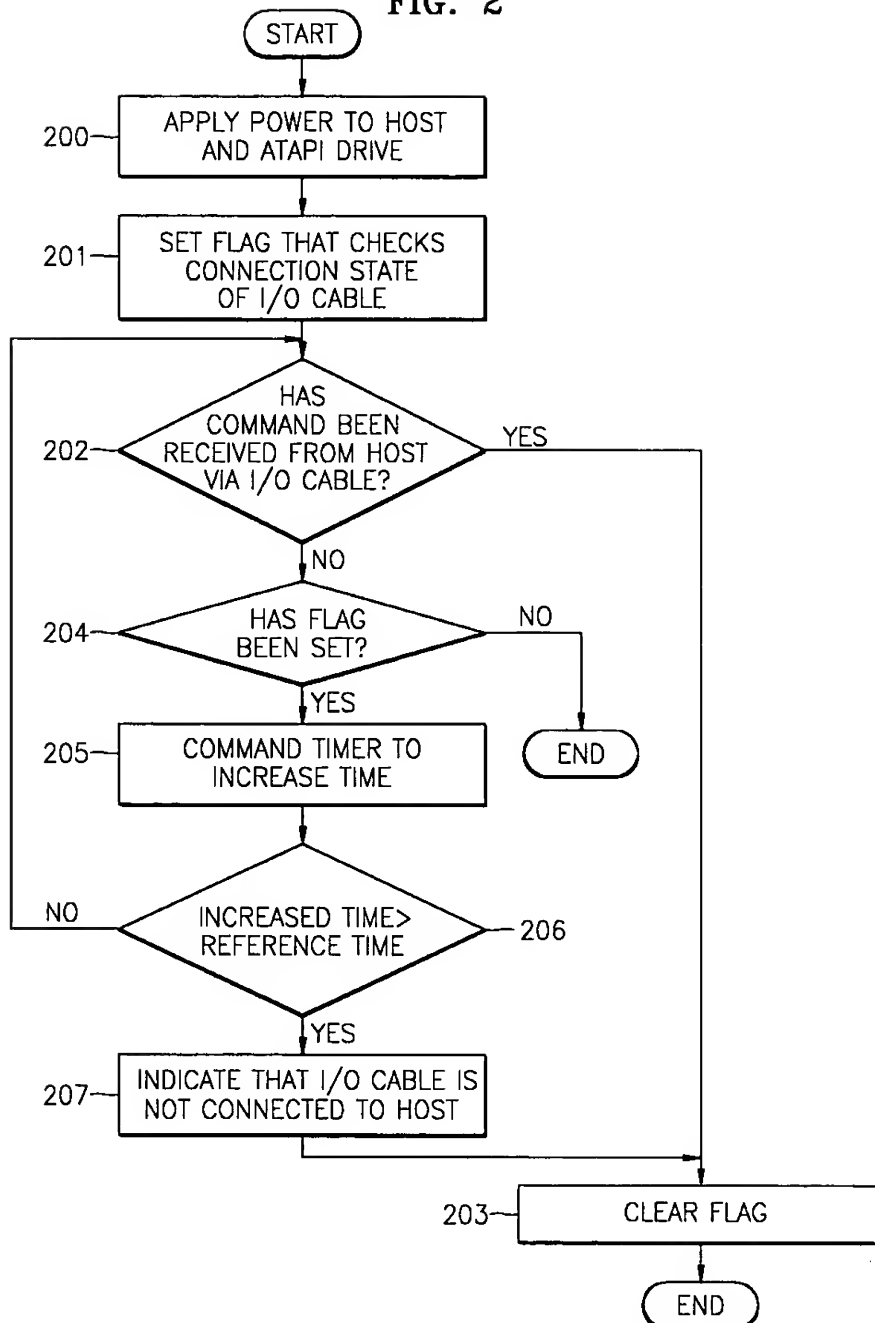 FIG. 2
START
200
APPLY POWER TO HOST
AND ATAPI DRIVE
201
SET FLAG THAT CHECKS
CONNECTION STATE
OF I/O CABLE
202
HAS
COMMAND BEEN
RECEIVED FROM HOST
VIA I/O CABLE?
YES
NO
204
HAS FLAG
BEEN SET?
NO
YES
205
COMMAND TIMER TO
INCREASE TIME
END
NO
INCREASED TIME>
REFERENCE TIME
206
YES
207
INDICATE THAT I/O CABLE IS
NOT CONNECTED TO HOST
203
CLEAR FLAG
END